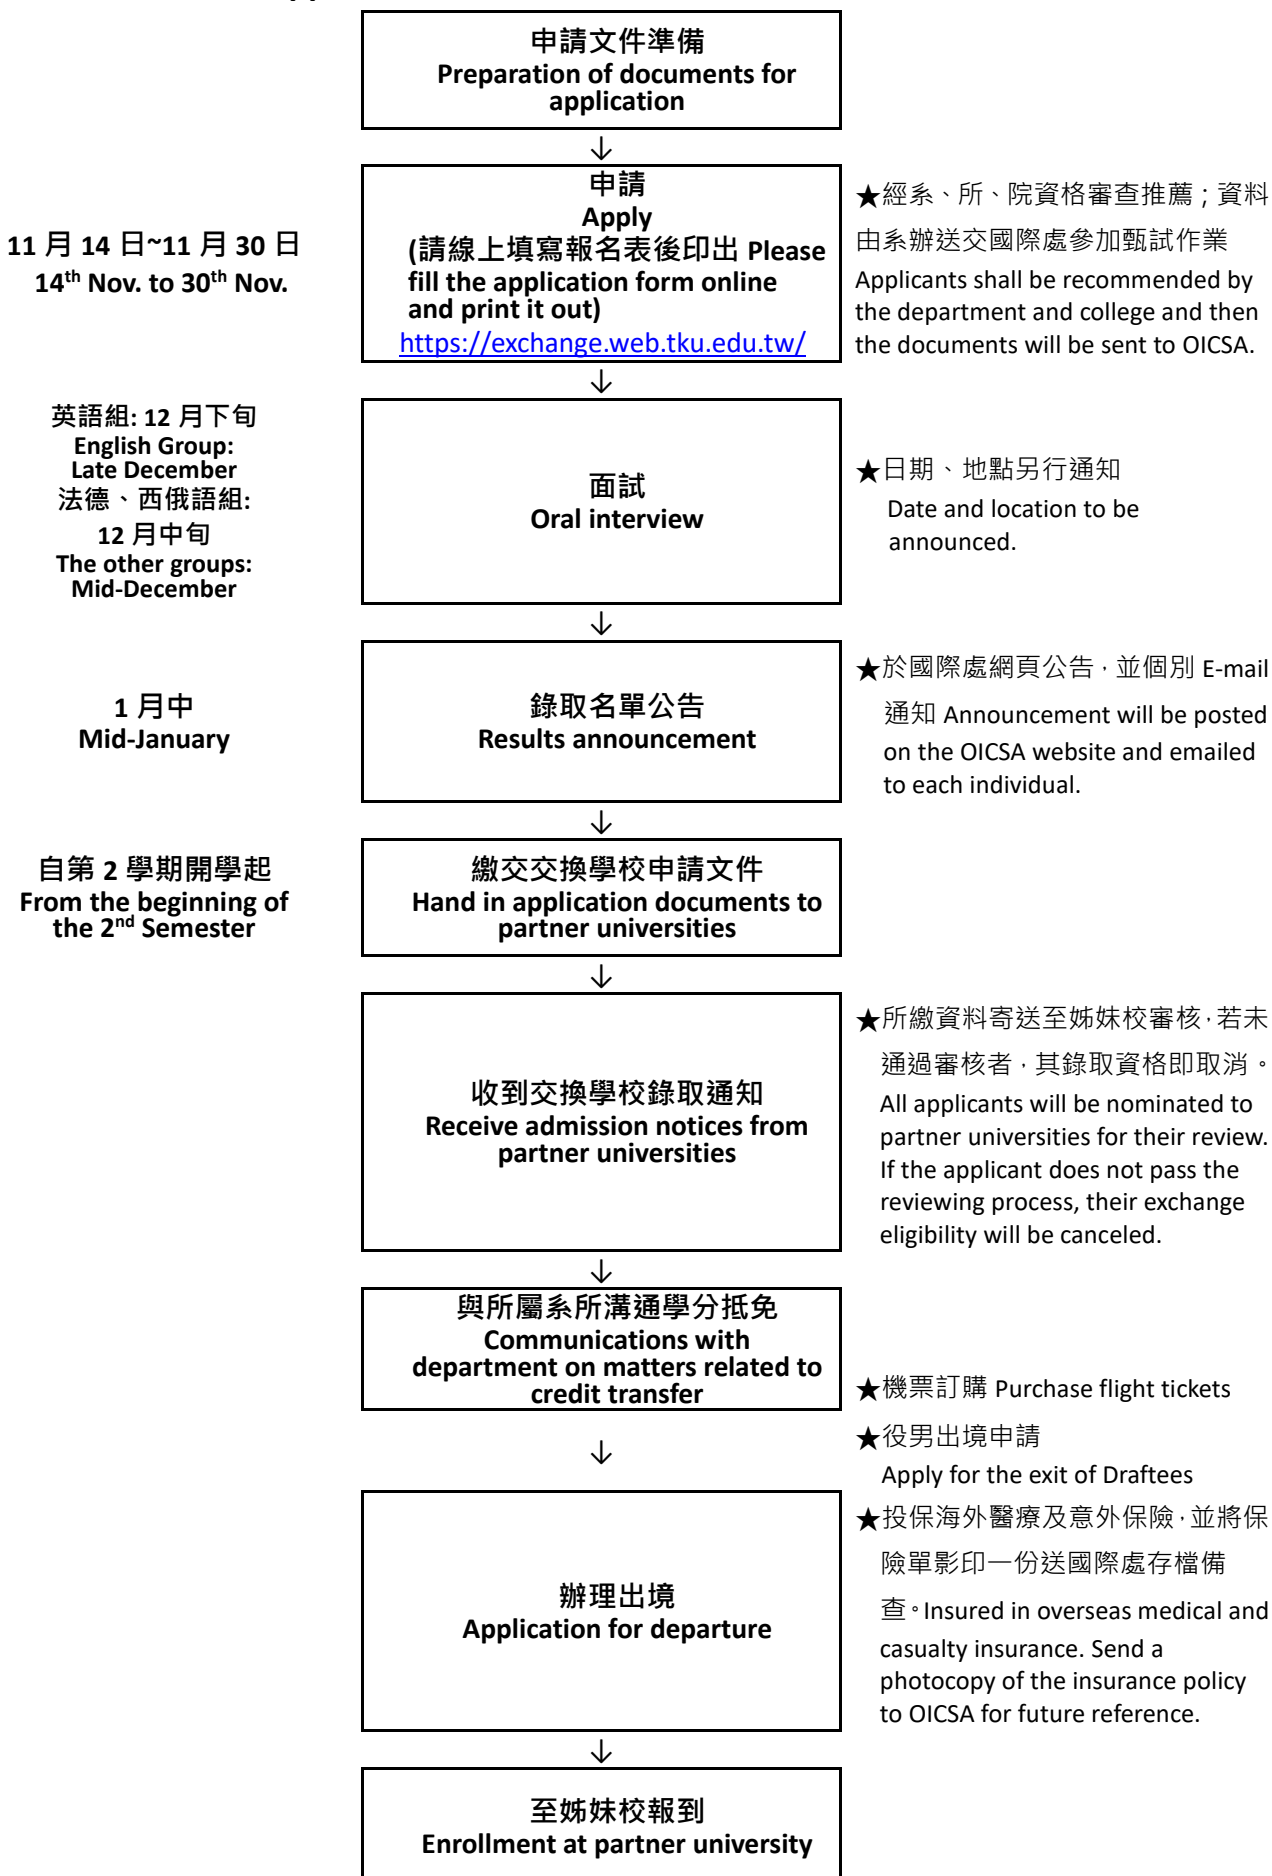 申請文件準備
Preparation of documents for
application
↓
11 月 14 日~11 月 30 日
14th Nov. to 30th Nov.
申請
Apply
(請線上填寫報名表後印出 Please
fill the application form online
and print it out)
https://exchange.web.tku.edu.tw/
★經系、所、院資格審查推薦；資料
由系辦送交國際處參加甄試作業
Applicants shall be recommended by
the department and college and then
the documents will be sent to OICSA.
↓
英語組: 12 月下旬
English Group:
Late December
法德、西俄語組:
12 月中旬
The other groups:
Mid-December
面試
Oral interview
★日期、地點另行通知
Date and location to be
announced.
↓
1 月中
Mid-January
錄取名單公告
Results announcement
★於國際處網頁公告，並個別 E-mail
通知 Announcement will be posted
on the OICSA website and emailed
to each individual.
↓
自第 2 學期開學起
From the beginning of
the 2nd Semester
繳交交換學校申請文件
Hand in application documents to
partner universities
↓
收到交換學校錄取通知
Receive admission notices from
partner universities
★所繳資料寄送至姊妹校審核，若未
通過審核者，其錄取資格即取消。
All applicants will be nominated to
partner universities for their review.
If the applicant does not pass the
reviewing process, their exchange
eligibility will be canceled.
↓
與所屬系所溝通學分抵免
Communications with
department on matters related to
credit transfer
↓
辦理出境
Application for departure
★機票訂購 Purchase flight tickets
★役男出境申請
Apply for the exit of Draftees
★投保海外醫療及意外保險，並將保
險單影印一份送國際處存檔備
查。Insured in overseas medical and
casualty insurance. Send a
photocopy of the insurance policy
to OICSA for future reference.
↓
至姊妹校報到
Enrollment at partner university